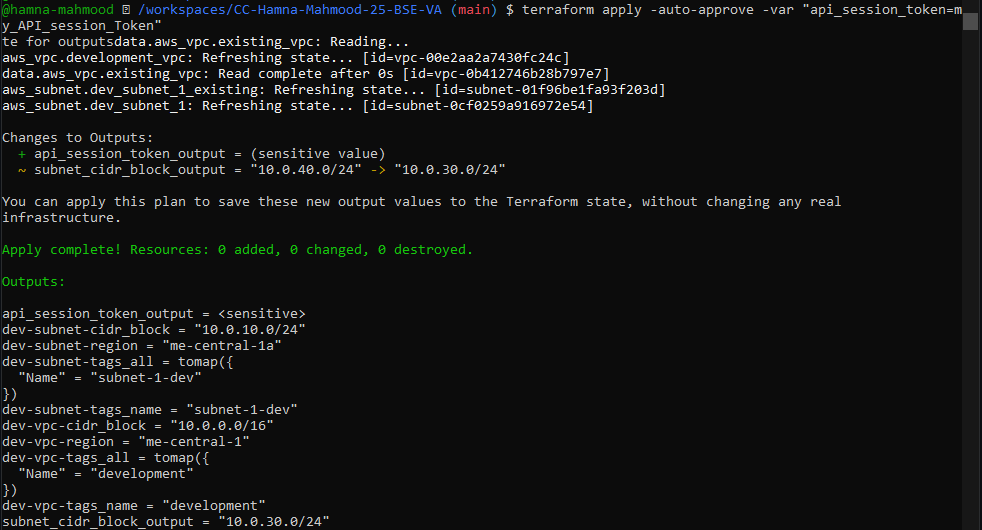 @hamna-mahmood /workspaces/CC-Hamna-Mahmood-25-BSE-VA (main) $ terraform apply -auto-approve -var "api_session_token=m
y_API_session_Token"
te for outputsdata.aws_vpc.existing_vpc: Reading...
aws_vpc.development_vpc: Refreshing state... [id=vpc-00e2aa2a7430fc24c]
data.aws_vpc.existing_vpc: Read complete after 0s [id=vpc-0b412746b28b797e7]
aws_subnet.dev_subnet_1_existing: Refreshing state... [id=subnet-01f96be1fa93f203d]
aws_subnet.dev_subnet_1: Refreshing state... [id=subnet-0cf0259a916972e54]
Changes to Outputs:
+ api_session_token_output = (sensitive value)
~ subnet_cidr_block_output = "10.0.40.0/24" -> "10.0.30.0/24"
You can apply this plan to save these new output values to the Terraform state, without changing any real
infrastructure.
Apply complete! Resources: 0 added, 0 changed, 0 destroyed.
Outputs:
api_session_token_output = <sensitive>
dev-subnet-cidr_block = "10.0.10.0/24"
dev-subnet-region = "me-central-1a"
dev-subnet-tags_all = tomap({
  "Name" = "subnet-1-dev"
})
dev-subnet-tags_name = "subnet-1-dev"
dev-vpc-cidr_block = "10.0.0.0/16"
dev-vpc-region = "me-central-1"
dev-vpc-tags_all = tomap({
  "Name" = "development"
})
dev-vpc-tags_name = "development"
subnet_cidr_block_output = "10.0.30.0/24"